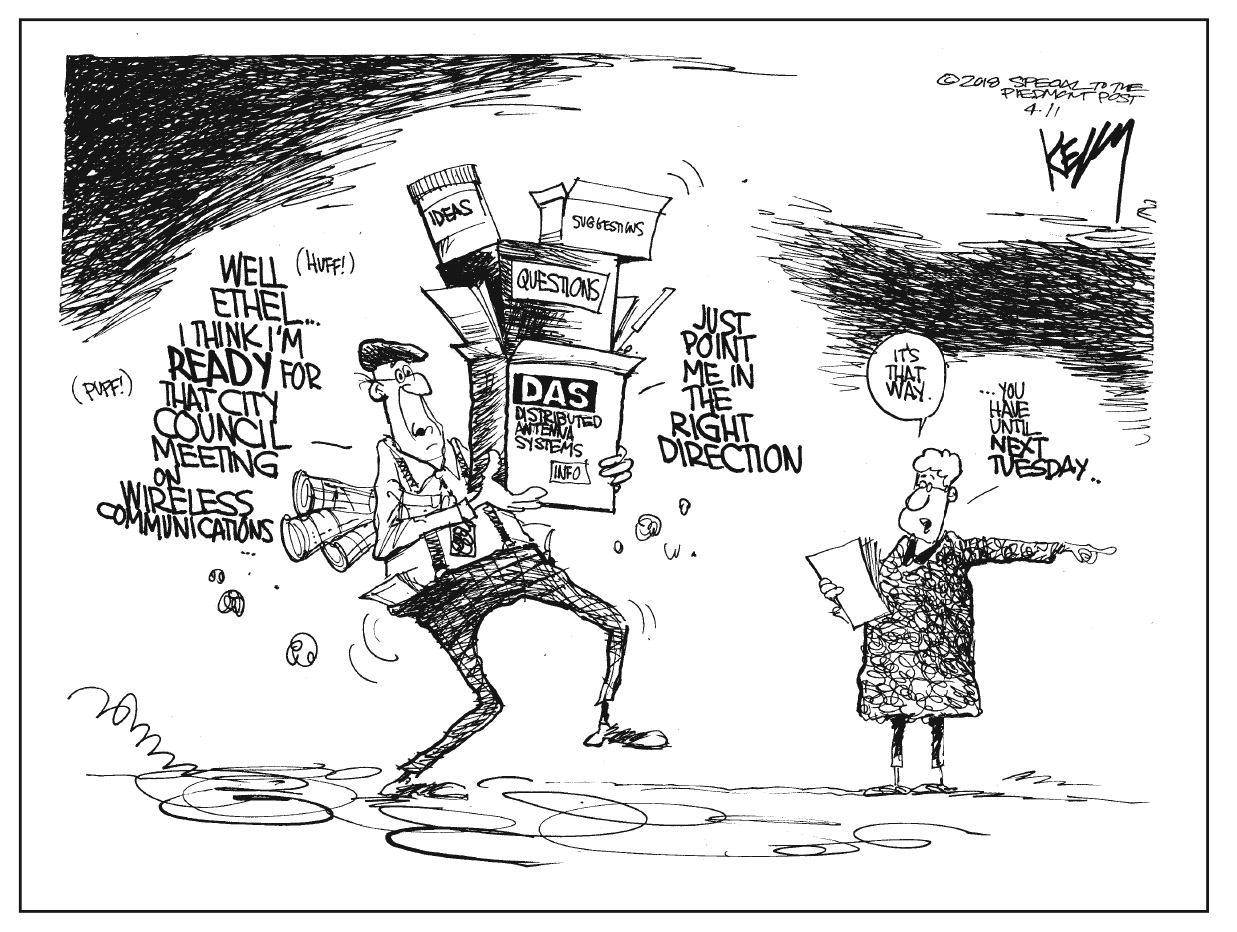 ©2018 SPECIAL TO THE
PIEDMONT POST
4/11
KELLY
IDEAS
SUGGESTIONS
QUESTIONS
(HUFF!)
WELL
ETHEL...
I THINK I'M
READY FOR
(PUFF!)
THAT CITY
COUNCIL
MEETING
ON
WIRELESS
COMMUNICATIONS
...
DAS
DISTRIBUTED
ANTENNA
SYSTEMS
INFO
JUST
POINT
ME IN
THE
RIGHT
DIRECTION
IT'S
THAT
WAY.
...YOU
HAVE
UNTIL
NEXT
TUESDAY..